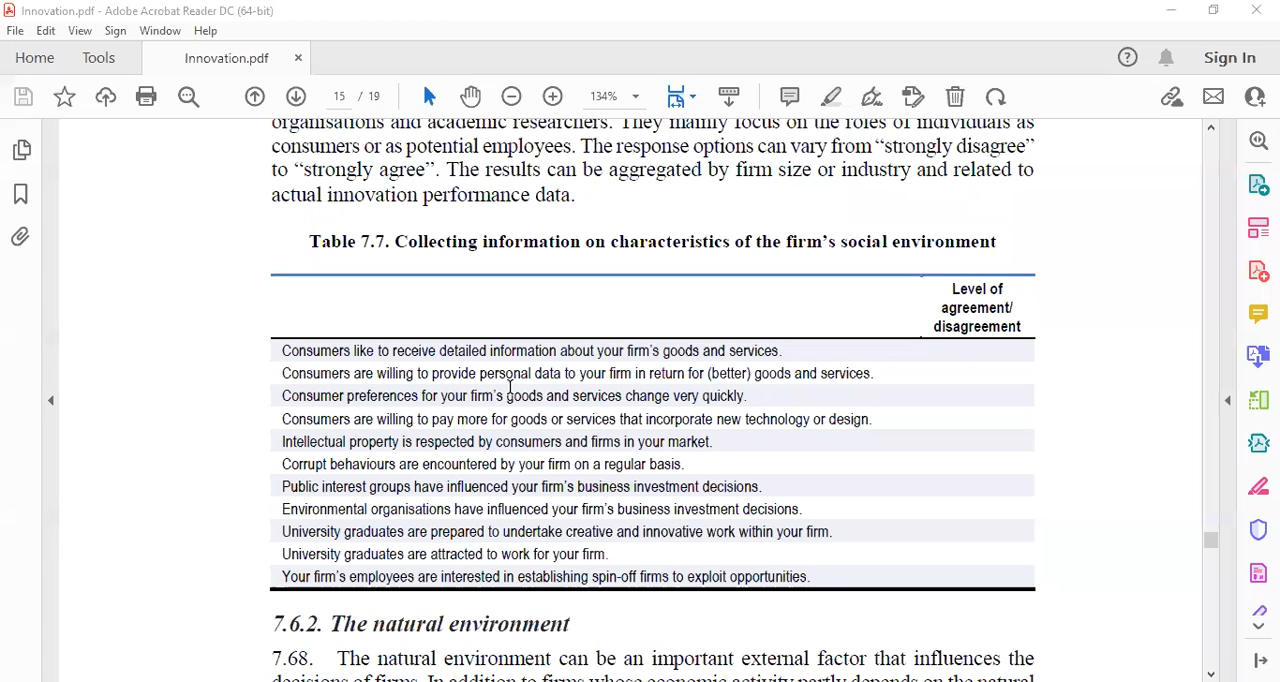 Innovation.pdf - Adobe Acrobat Reader DC (64-bit)
File Edit View Sign Window Help
Home Tools Innovation.pdf × Sign In
15 / 19 134%
organisations and academic researchers. They mainly focus on the roles of individuals as
consumers or as potential employees. The response options can vary from “strongly disagree”
to “strongly agree”. The results can be aggregated by firm size or industry and related to
actual innovation performance data.
Table 7.7. Collecting information on characteristics of the firm’s social environment
Level of
agreement/
disagreement
Consumers like to receive detailed information about your firm’s goods and services.
Consumers are willing to provide personal data to your firm in return for (better) goods and services.
Consumer preferences for your firm’s goods and services change very quickly.
Consumers are willing to pay more for goods or services that incorporate new technology or design.
Intellectual property is respected by consumers and firms in your market.
Corrupt behaviours are encountered by your firm on a regular basis.
Public interest groups have influenced your firm’s business investment decisions.
Environmental organisations have influenced your firm’s business investment decisions.
University graduates are prepared to undertake creative and innovative work within your firm.
University graduates are attracted to work for your firm.
Your firm’s employees are interested in establishing spin-off firms to exploit opportunities.
7.6.2. The natural environment
7.68. The natural environment can be an important external factor that influences the
decisions of firms. In addition to firms whose economic activity partly depends on the natural